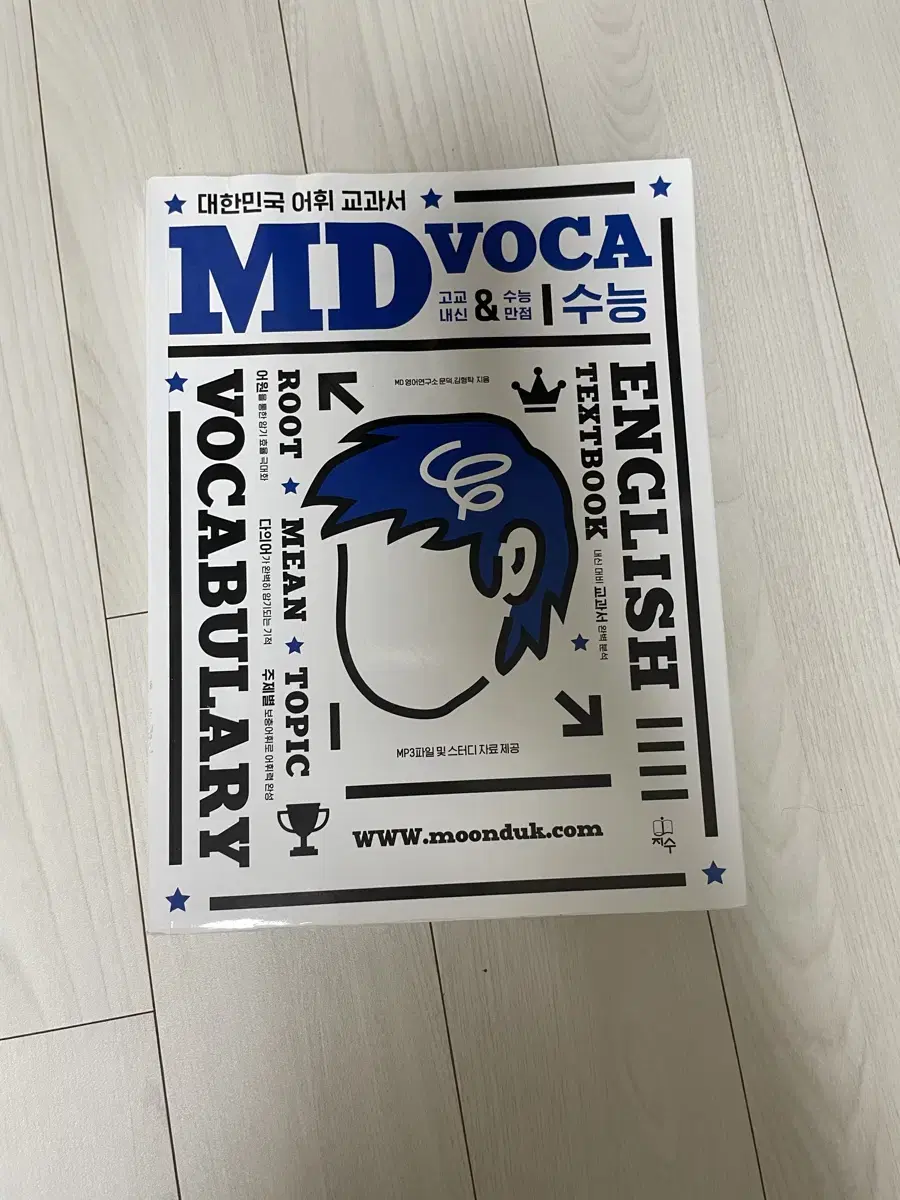 대한민국 어휘 교과서
MD VOCA
고교 내신 & 수능 만점 | 수능
MD 영어연구소 문덕, 김형탁 지음
ENGLISH
TEXTBOOK
내신 대비 교과서 완벽 분석
VOCABULARY
ROOT
어원을 통한 암기 효율 극대화
MEAN
다의어가 완벽히 암기되는 기적
TOPIC
주제별 보충어휘로 어휘력 완성
MP3파일 및 스터디 자료 제공
www.moonduk.com
지수